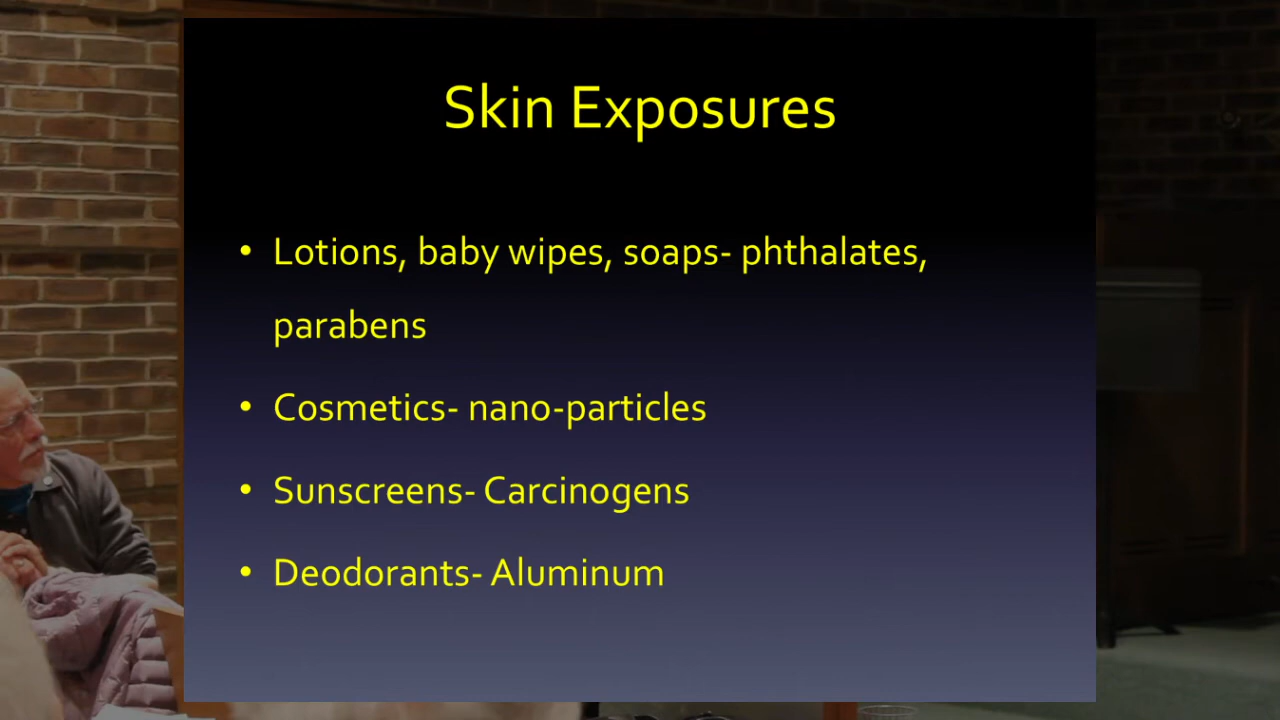 Skin Exposures
• Lotions, baby wipes, soaps- phthalates,
parabens
• Cosmetics- nano-particles
• Sunscreens- Carcinogens
• Deodorants- Aluminum